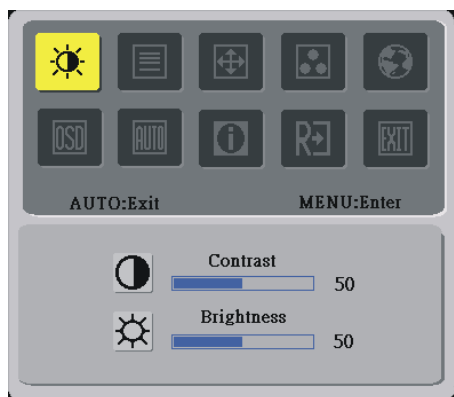 OSD AUTO i R EXIT
AUTO:Exit MENU:Enter
Contrast
50
Brightness
50